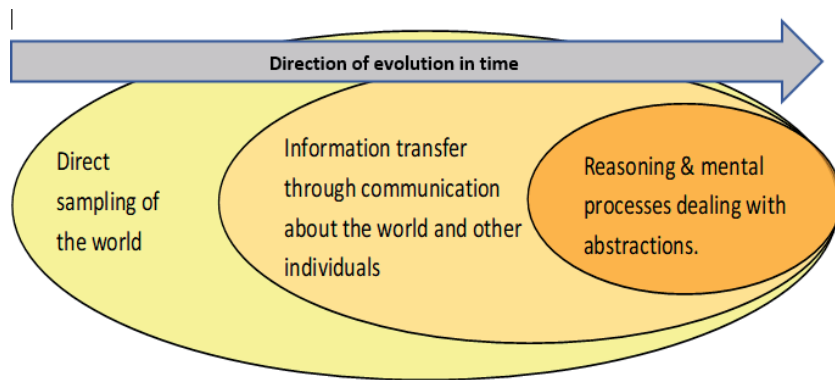 Direction of evolution in time
Direct
sampling of
the world
Information transfer
through communication
about the world and other
individuals
Reasoning & mental
processes dealing with
abstractions.